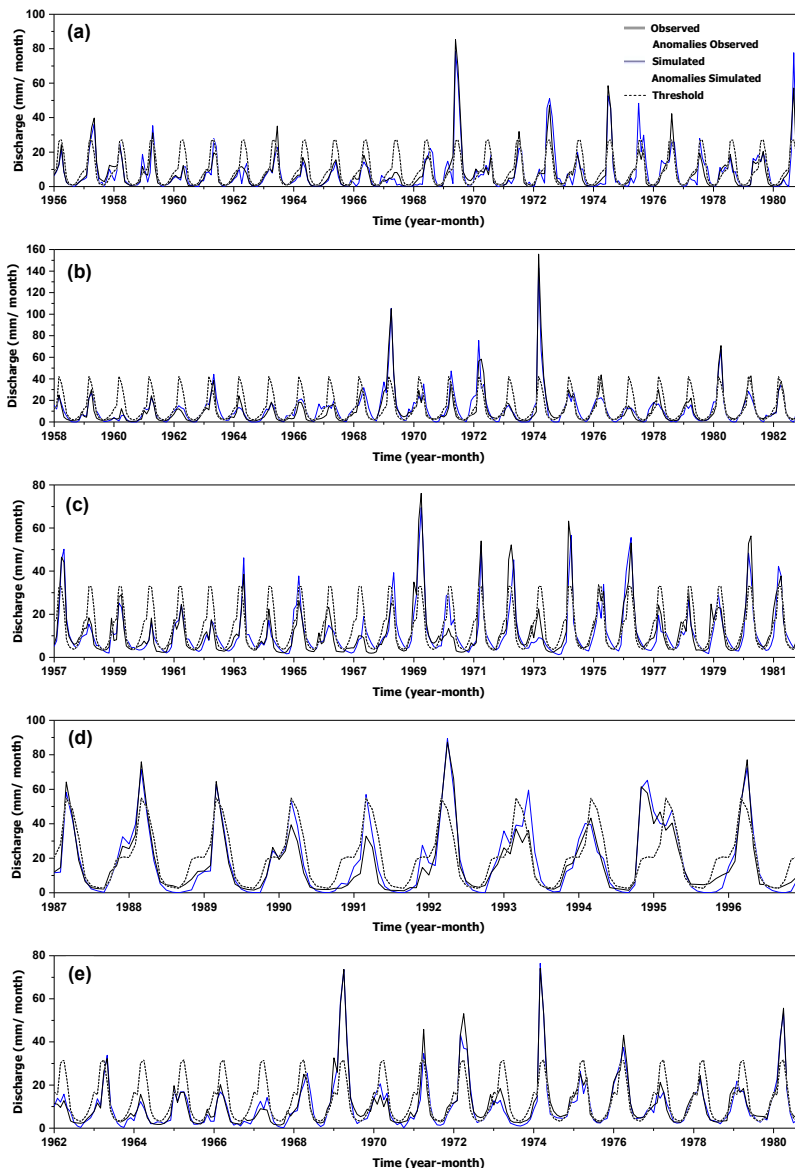 (a)
Observed
Anomalies Observed
Simulated
Anomalies Simulated
Threshold
Discharge (mm/ month)
100
80
60
40
20
0
1956 1958 1960 1962 1964 1966 1968 1970 1972 1974 1976 1978 1980
Time (year-month)
(b)
Discharge (mm/ month)
160
140
120
100
80
60
40
20
0
1958 1960 1962 1964 1966 1968 1970 1972 1974 1976 1978 1980 1982
Time (year-month)
(c)
Discharge (mm/ month)
80
60
40
20
0
1957 1959 1960 1961 1963 1965 1967 1969 1971 1973 1975 1977 1979 1981
Time (year-month)
(d)
Discharge (mm/ month)
100
80
60
40
20
0
1987 1988 1989 1990 1991 1992 1993 1994 1995 1996
Time (year-month)
(e)
Discharge (mm/ month)
80
60
40
20
0
1962 1964 1966 1968 1970 1972 1974 1976 1978 1980
Time (year-month)